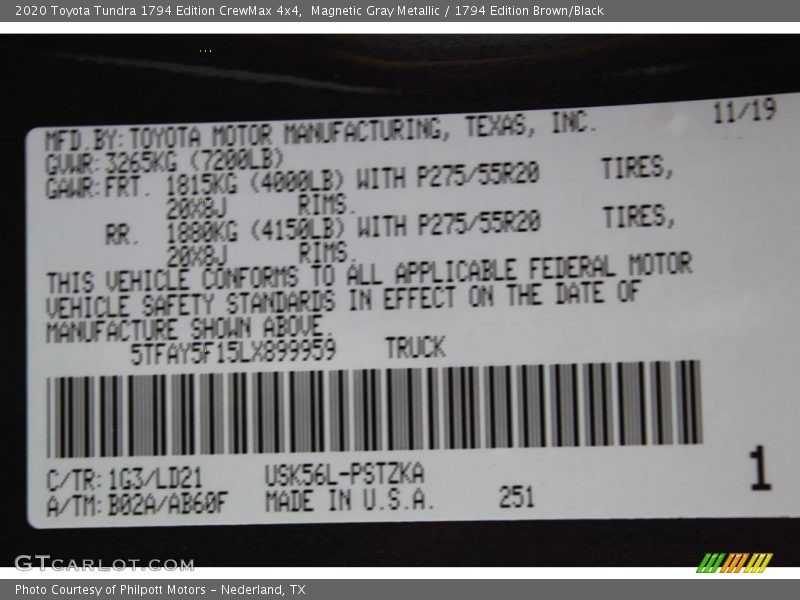 2020 Toyota Tundra 1794 Edition CrewMax 4x4,  Magnetic Gray Metallic / 1794 Edition Brown/Black
11/19
MFD.BY:TOYOTA MOTOR MANUFACTURING, TEXAS, INC.
GVWR:3265KG (7200LB)
GAWR:FRT. 1815KG (4000LB) WITH P275/55R20 TIRES,
20X8J RIMS.
RR. 1880KG (4150LB) WITH P275/55R20 TIRES,
20X8J RIMS.
THIS VEHICLE CONFORMS TO ALL APPLICABLE FEDERAL MOTOR
VEHICLE SAFETY STANDARDS IN EFFECT ON THE DATE OF
MANUFACTURE SHOWN ABOVE.
5TFAY5F15LX899959 TRUCK
C/TR:1G3/LD21 USK56L-PSTZKA
A/TM:B02A/AB60F MADE IN U.S.A. 251
1
GTCARLOT.COM
Photo Courtesy of Philpott Motors - Nederland, TX